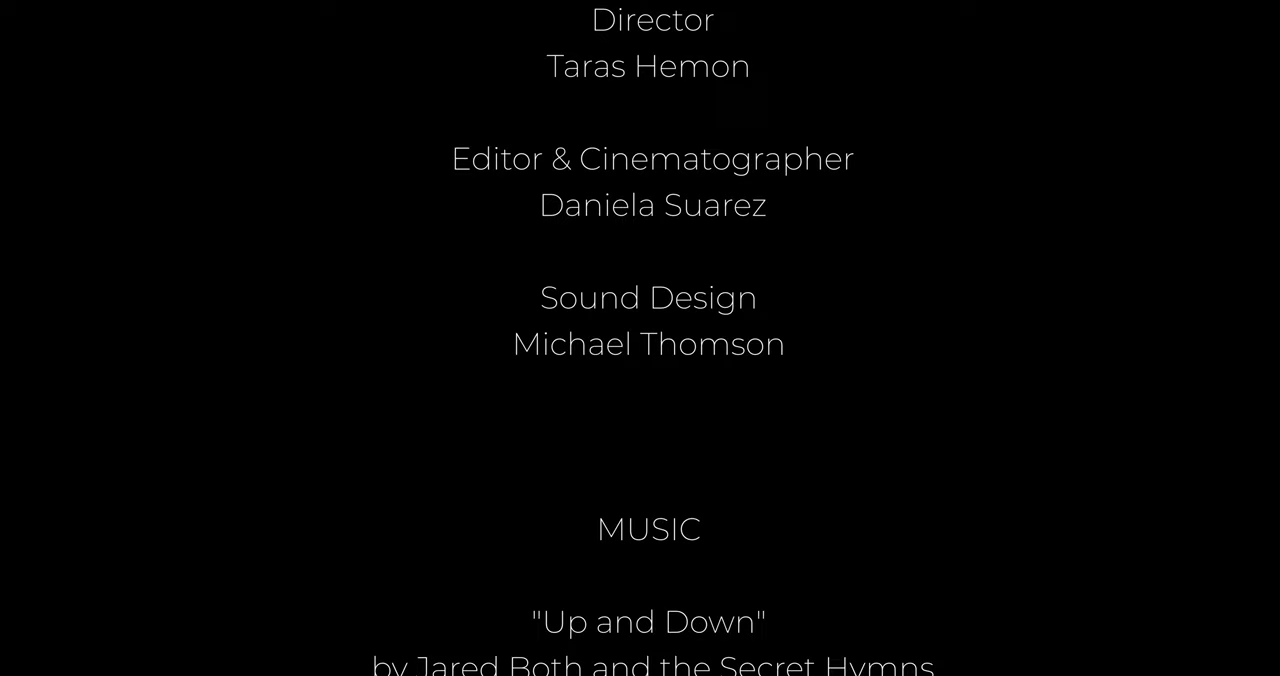 Director
Taras Hemon
Editor & Cinematographer
Daniela Suarez
Sound Design
Michael Thomson
MUSIC
"Up and Down"
by Jared Both and the Secret Hymns